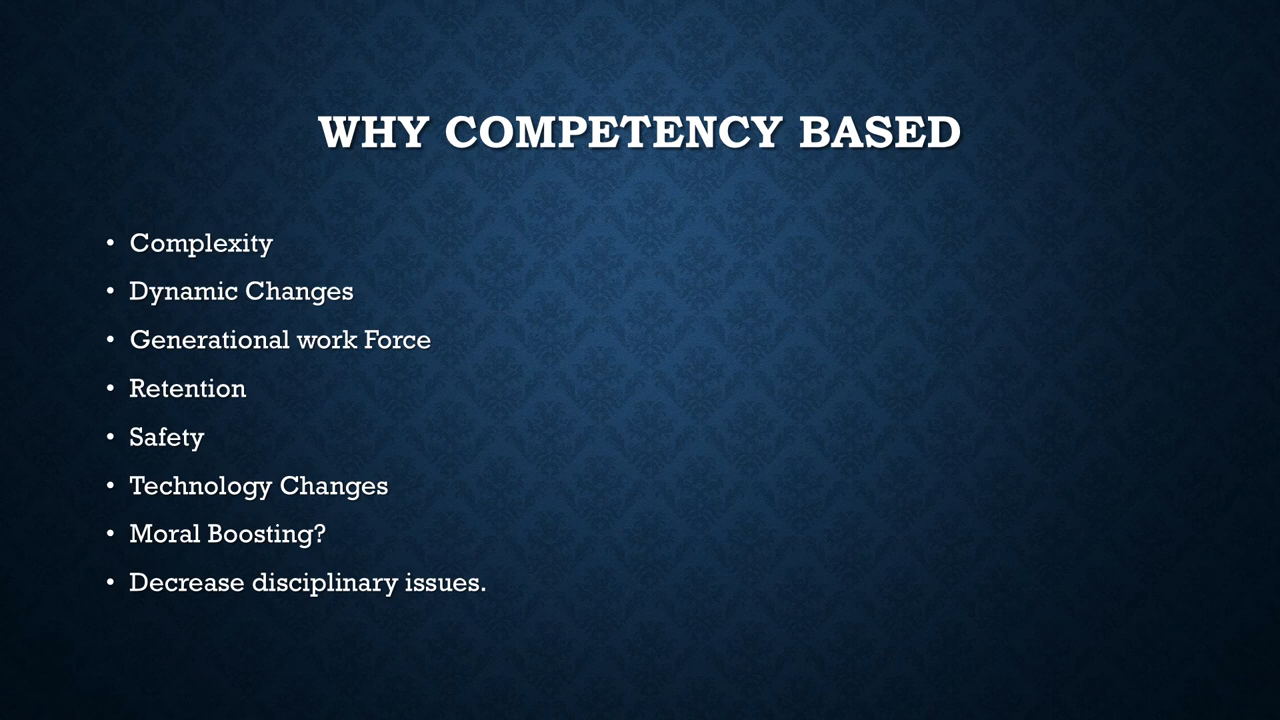 WHY COMPETENCY BASED
• Complexity
• Dynamic Changes
• Generational work Force
• Retention
• Safety
• Technology Changes
• Moral Boosting?
• Decrease disciplinary issues.